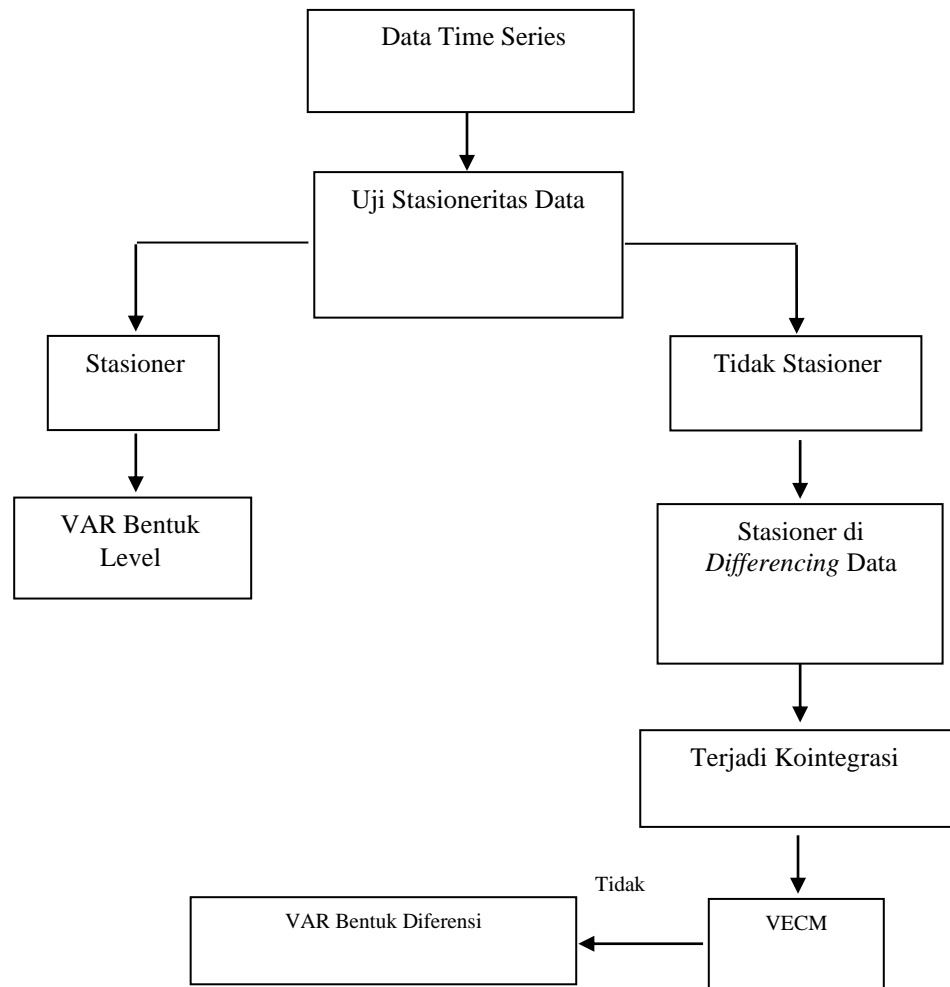 Data Time Series
Uji Stasioneritas Data
Stasioner
Tidak Stasioner
VAR Bentuk
Level
Stasioner di
Differencing Data
Terjadi Kointegrasi
Tidak
VAR Bentuk Diferensi
VECM